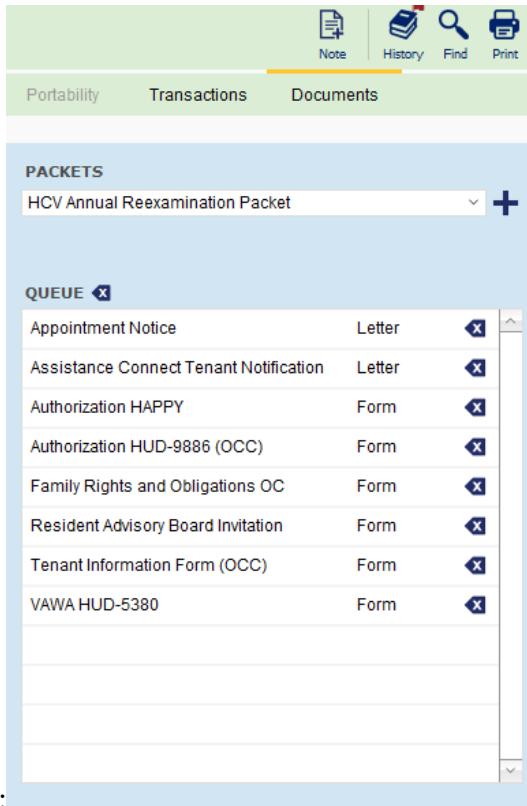 Note History Find Print
Portability Transactions Documents
PACKETS
HCV Annual Reexamination Packet
QUEUE
Appointment Notice Letter
Assistance Connect Tenant Notification Letter
Authorization HAPPY Form
Authorization HUD-9886 (OCC) Form
Family Rights and Obligations OC Form
Resident Advisory Board Invitation Form
Tenant Information Form (OCC) Form
VAWA HUD-5380 Form
: